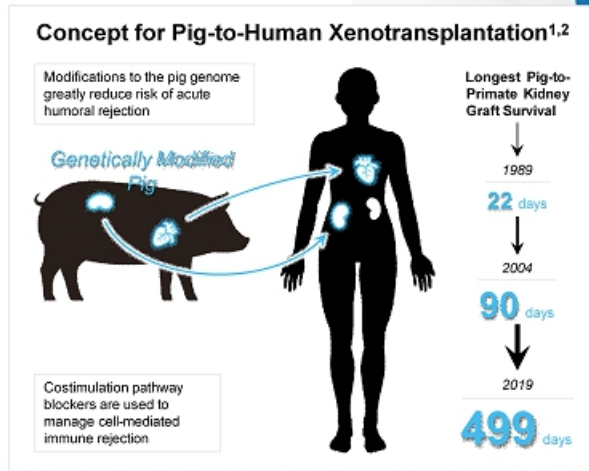 Concept for Pig-to-Human Xenotransplantation1,2
Modifications to the pig genome
greatly reduce risk of acute
humoral rejection
Genetically Modified
Pig
Costimulation pathway
blockers are used to
manage cell-mediated
immune rejection
Longest Pig-to-
Primate Kidney
Graft Survival
1989
22 days
2004
90 days
2019
499 days